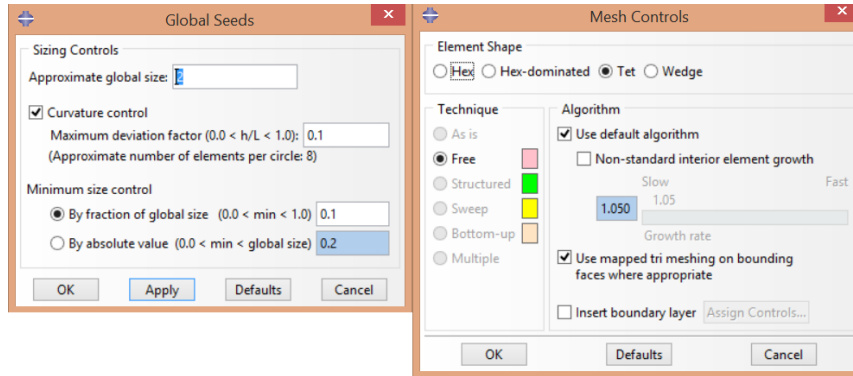 Global Seeds
Sizing Controls
Approximate global size: 2
Curvature control
Maximum deviation factor (0.0 < h/L < 1.0): 0.1
(Approximate number of elements per circle: 8)
Minimum size control
By fraction of global size (0.0 < min < 1.0) 0.1
By absolute value (0.0 < min < global size) 0.2
OK Apply Defaults Cancel
Mesh Controls
Element Shape
Hex Hex-dominated Tet Wedge
Technique
As is
Free
Structured
Sweep
Bottom-up
Multiple
Algorithm
Use default algorithm
Non-standard interior element growth
Slow Fast
1.050 1.05
Growth rate
Use mapped tri meshing on bounding
faces where appropriate
Insert boundary layer Assign Controls...
OK Defaults Cancel